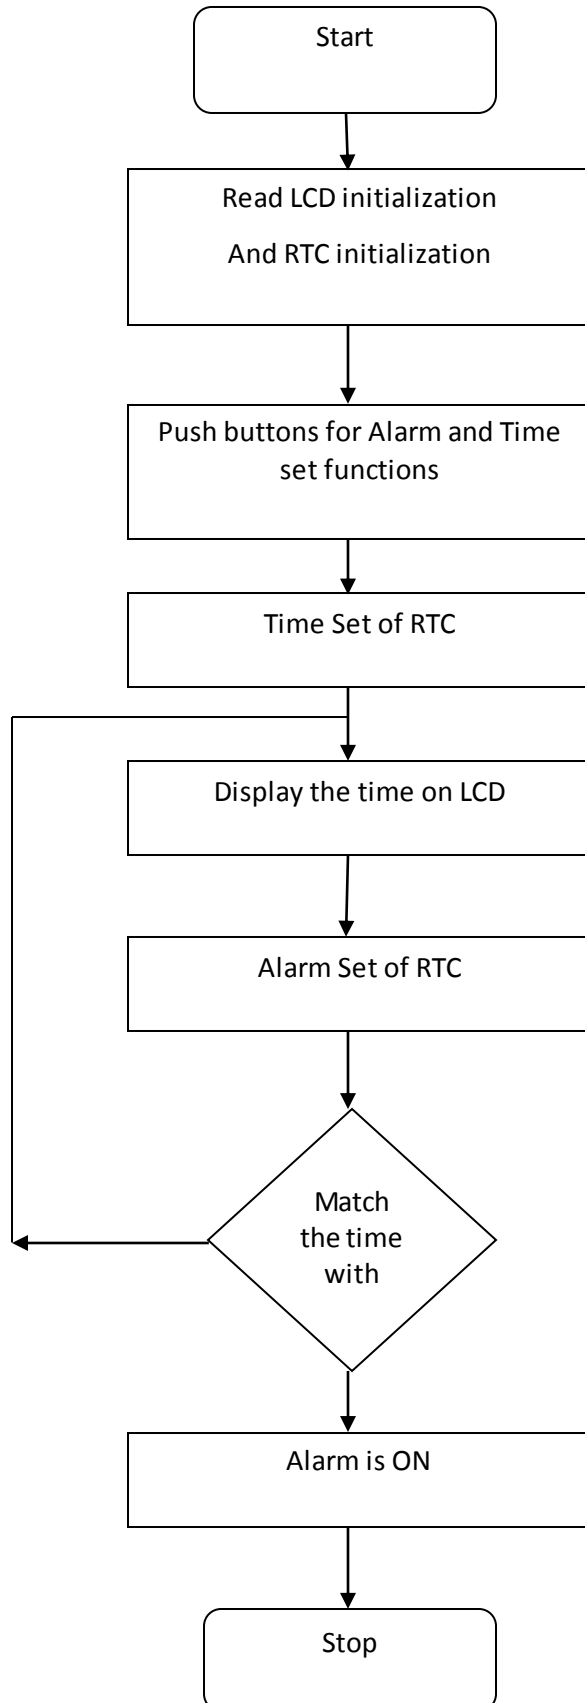 Start
Read LCD initialization
And RTC initialization
Push buttons for Alarm and Time
set functions
Time Set of RTC
Display the time on LCD
Alarm Set of RTC
Match
the time
with
Alarm is ON
Stop